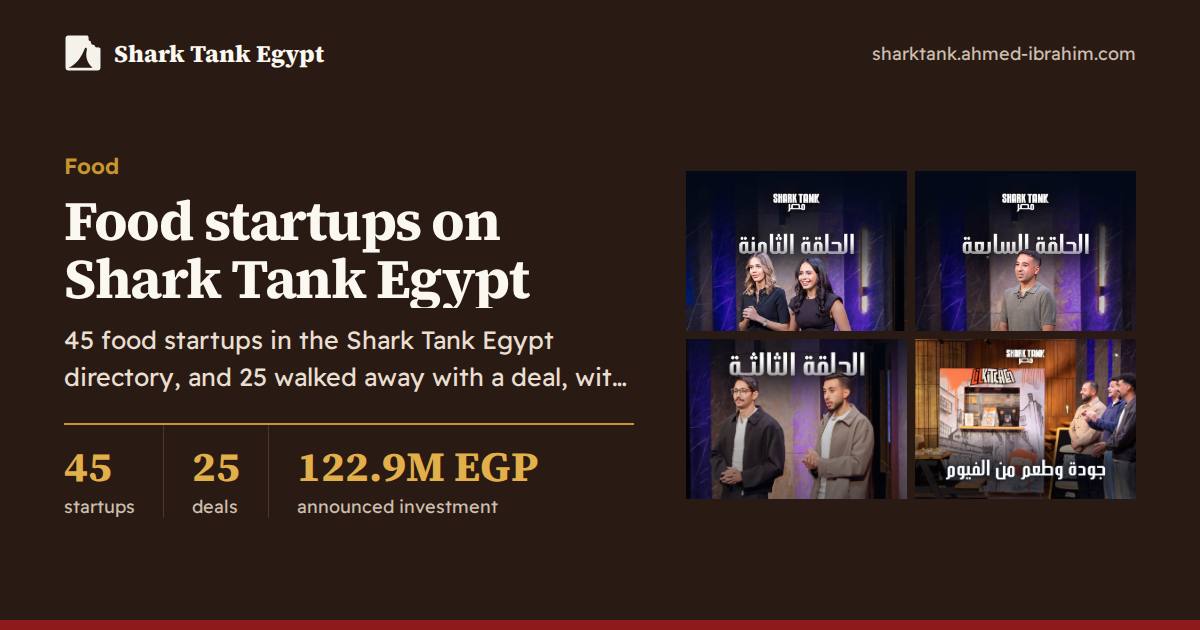 Shark Tank Egypt
sharktank.ahmed-ibrahim.com
Food
Food startups on
Shark Tank Egypt
45 food startups in the Shark Tank Egypt
directory, and 25 walked away with a deal, wit...
45
startups
25
deals
122.9M EGP
announced investment
SHARK TANK
مصر
الحلقة الثامنة
SHARK TANK
مصر
الحلقة السابعة
الحلقة الثالثة
SHARK TANK
مصر
KITCHEN
جودة وطعم من الفيوم